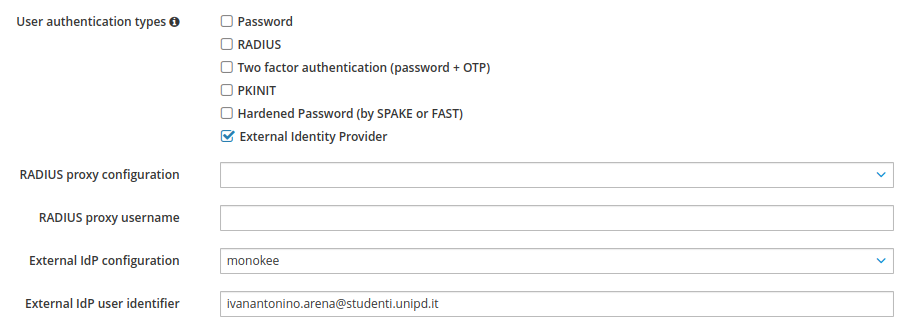 User authentication types
Password
RADIUS
Two factor authentication (password + OTP)
PKINIT
Hardened Password (by SPAKE or FAST)
External Identity Provider
RADIUS proxy configuration
RADIUS proxy username
External IdP configuration
monokee
External IdP user identifier
ivanantonino.arena@studenti.unipd.it